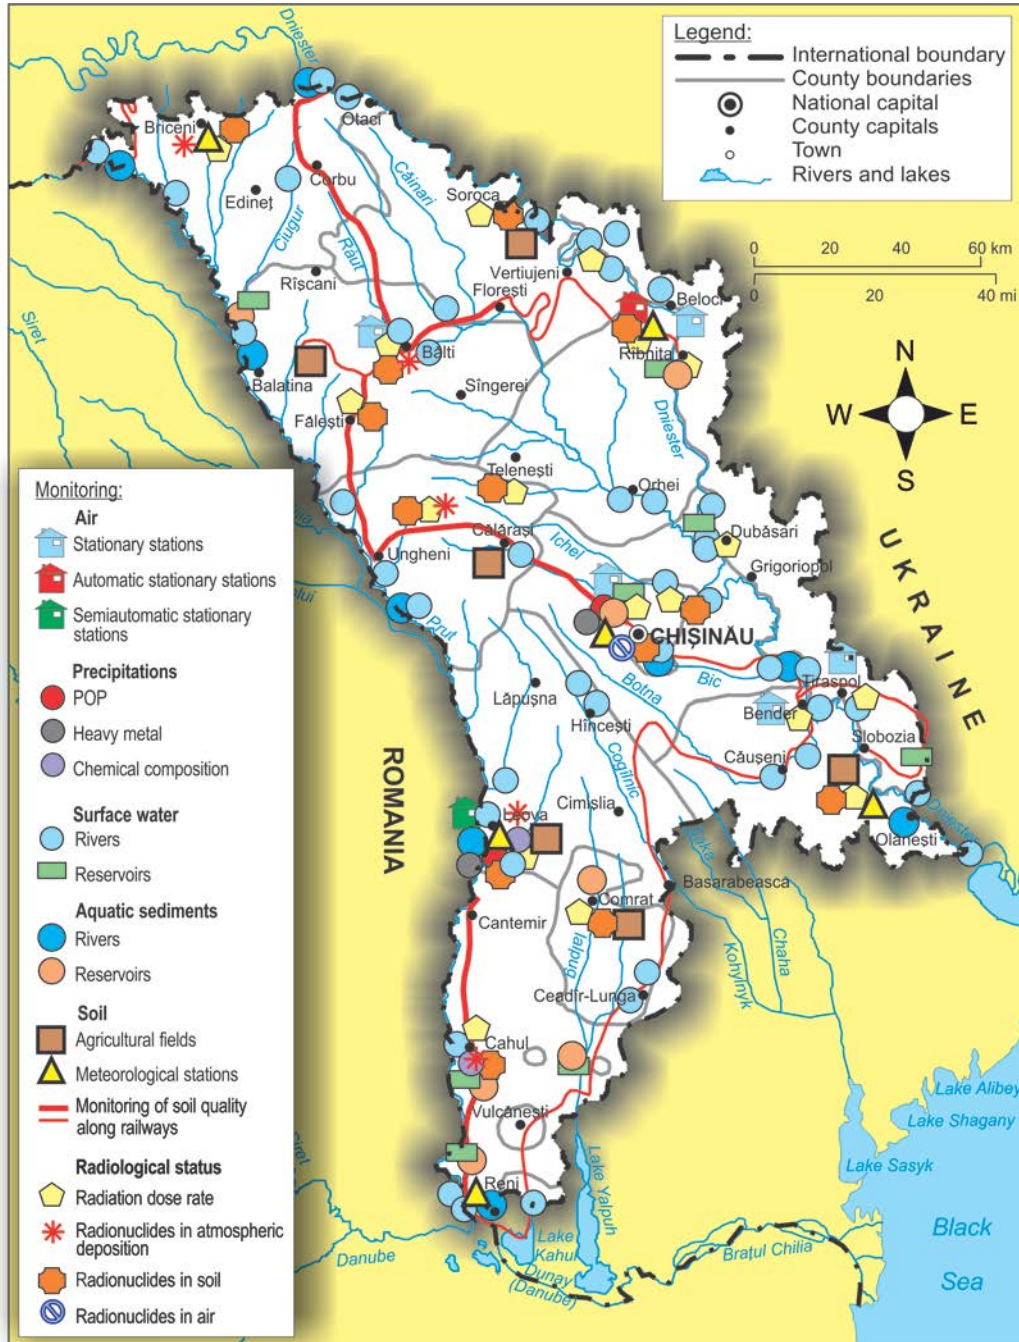 Legend:
International boundary
County boundaries
National capital
County capitals
Town
Rivers and lakes
0 20 40 60 km
20 40 mi
N
W E
S
Dniester
Otaci
Briceni
Corbu
Edineț
Ciugur
Răut
Căinari
Soroca
Rîșcani
Vertiujeni
Florești
Beloci
Rîbnița
Siret
Balatina
Bălti
Sîngerei
Fălești
Dniester
Telenești
Orhei
Dubăsari
Ichel
Călărași
Ungheni
Grigoriopol
UKRAINE
CHIȘINĂU
Prut
Bic
Botna
Lăpușna
Hîncești
Tiraspol
Bender
Slobozia
Căușeni
Cogîlnic
ROMANIA
Cimișlia
Leova
Olănești
Dniester
Basarabeasca
Comrat
Cantemir
Ialpug
Chaha
Kohylnyk
Ceadîr-Lunga
Cahul
Vulcănești
Reni
Lake Alibey
Lake Shagany
Lake Sasyk
Lake Yalpuh
Lake
Kahul
Danube
Dunay
(Danube)
Brațul Chilia
Black
Sea
Monitoring:
Air
Stationary stations
Automatic stationary stations
Semiautomatic stationary
stations
Precipitations
POP
Heavy metal
Chemical composition
Surface water
Rivers
Reservoirs
Aquatic sediments
Rivers
Reservoirs
Soil
Agricultural fields
Meteorological stations
Monitoring of soil quality
along railways
Radiological status
Radiation dose rate
Radionuclides in atmospheric
deposition
Radionuclides in soil
Radionuclides in air